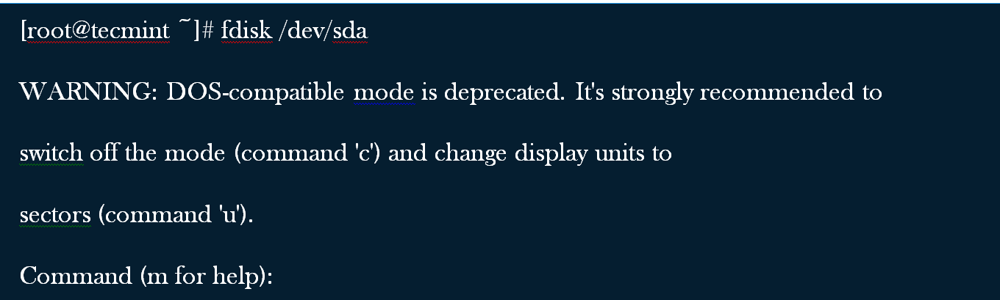 [root@tecmint ~]# fdisk /dev/sda
WARNING: DOS-compatible mode is deprecated. It's strongly recommended to
switch off the mode (command 'c') and change display units to
sectors (command 'u').
Command (m for help):